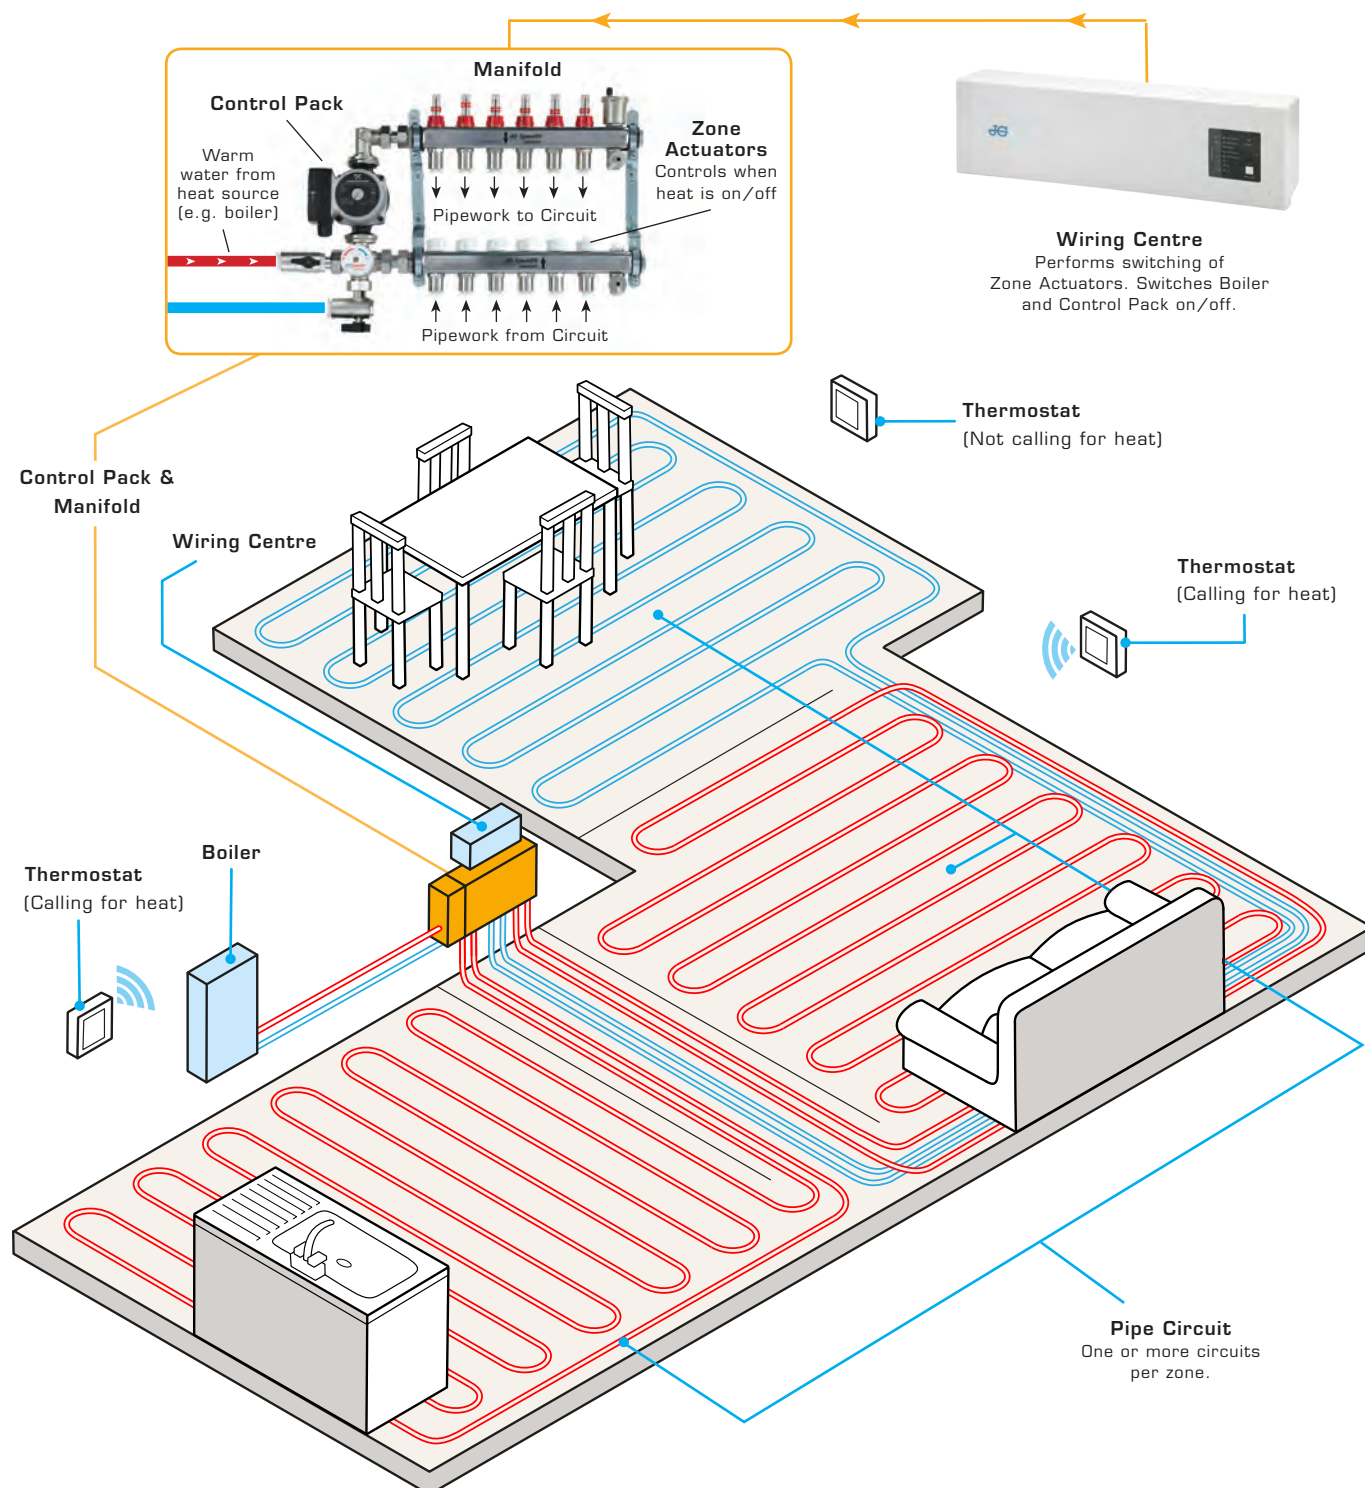 Manifold
Control Pack
Warm
water from
heat source
(e.g. boiler)
Zone
Actuators
Controls when
heat is on/off
Pipework to Circuit
Pipework from Circuit
JG
Wiring Centre
Performs switching of
Zone Actuators. Switches Boiler
and Control Pack on/off.
Thermostat
(Not calling for heat)
Control Pack &
Manifold
Wiring Centre
Thermostat
(Calling for heat)
Boiler
Thermostat
(Calling for heat)
Pipe Circuit
One or more circuits
per zone.